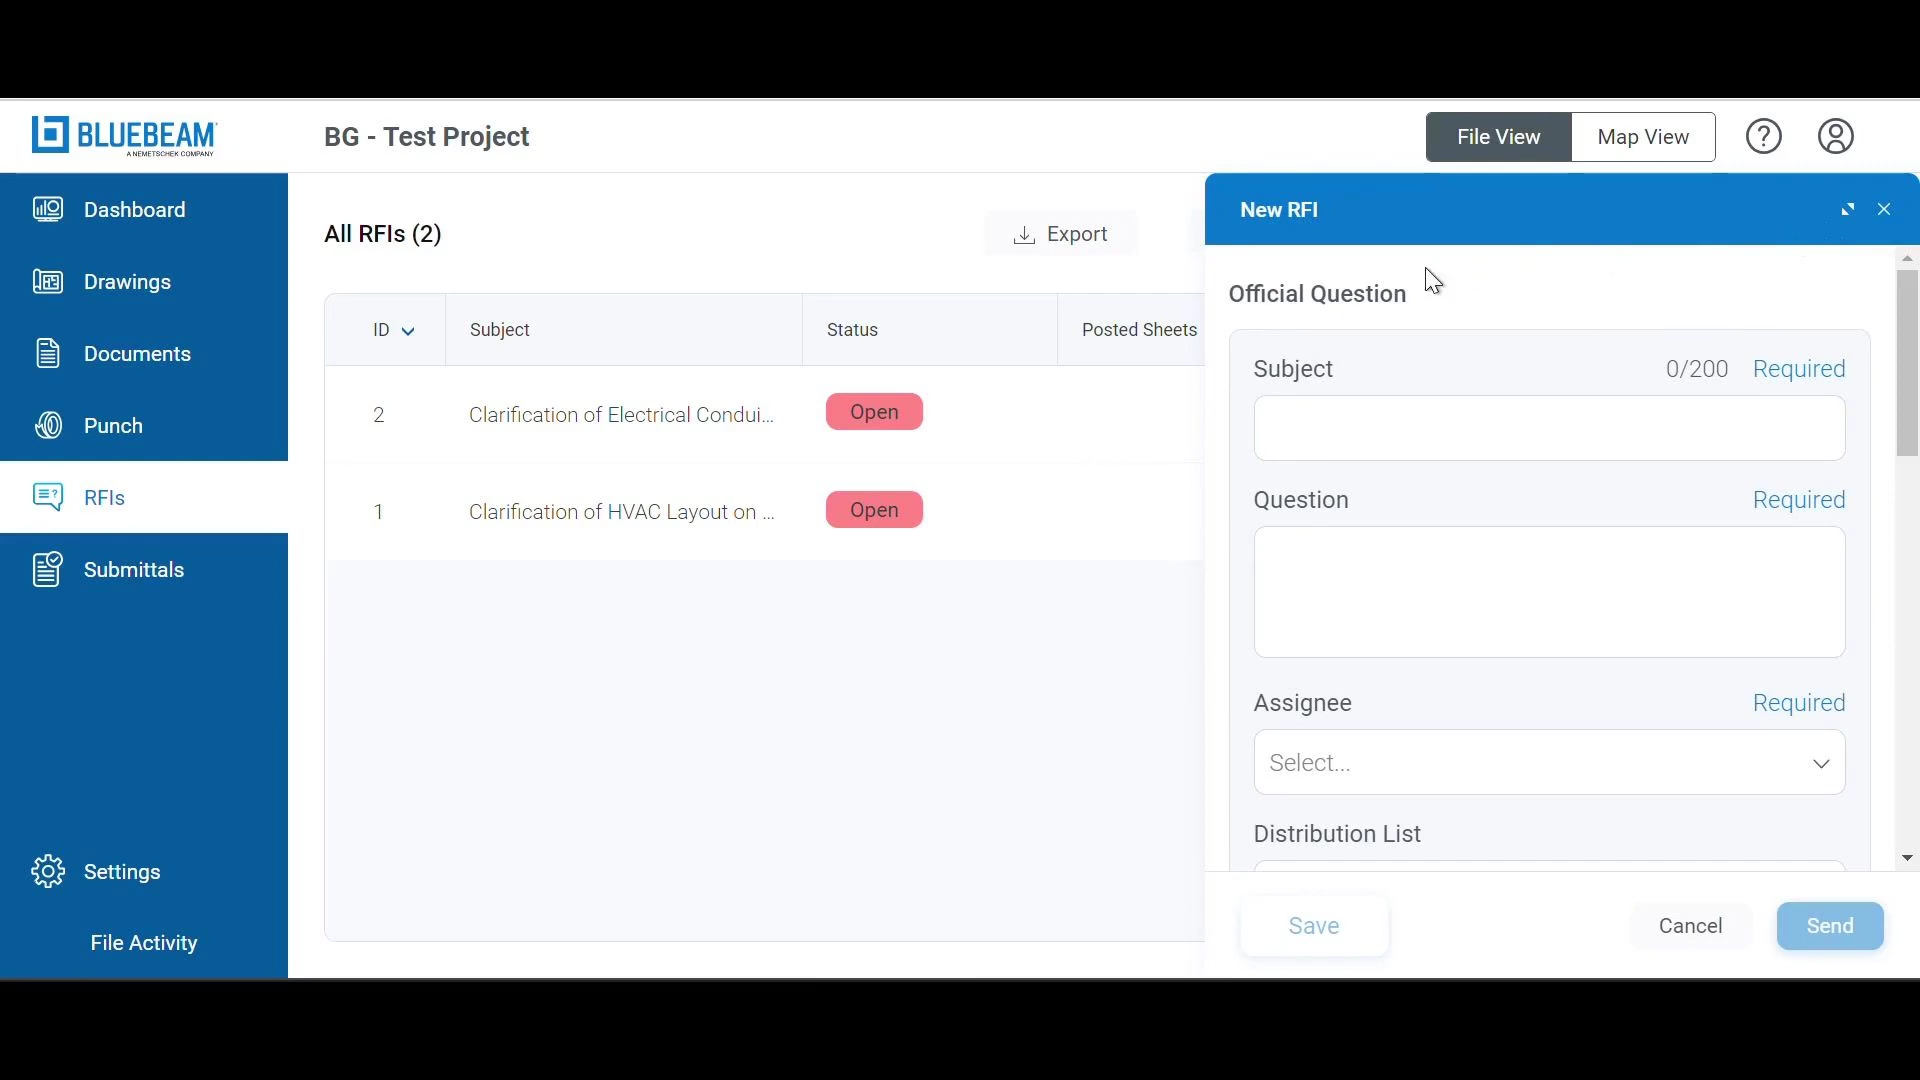 BLUEBEAM
A NEMETSCHEK COMPANY
BG - Test Project
File View
Map View
Dashboard
Drawings
Documents
Punch
RFIs
Submittals
Settings
File Activity
All RFIs (2)
Export
ID
Subject
Status
Posted Sheets
2
Clarification of Electrical Condui...
Open
1
Clarification of HVAC Layout on ...
Open
New RFI
Official Question
Subject
0/200
Required
Question
Required
Assignee
Required
Select...
Distribution List
Save
Cancel
Send